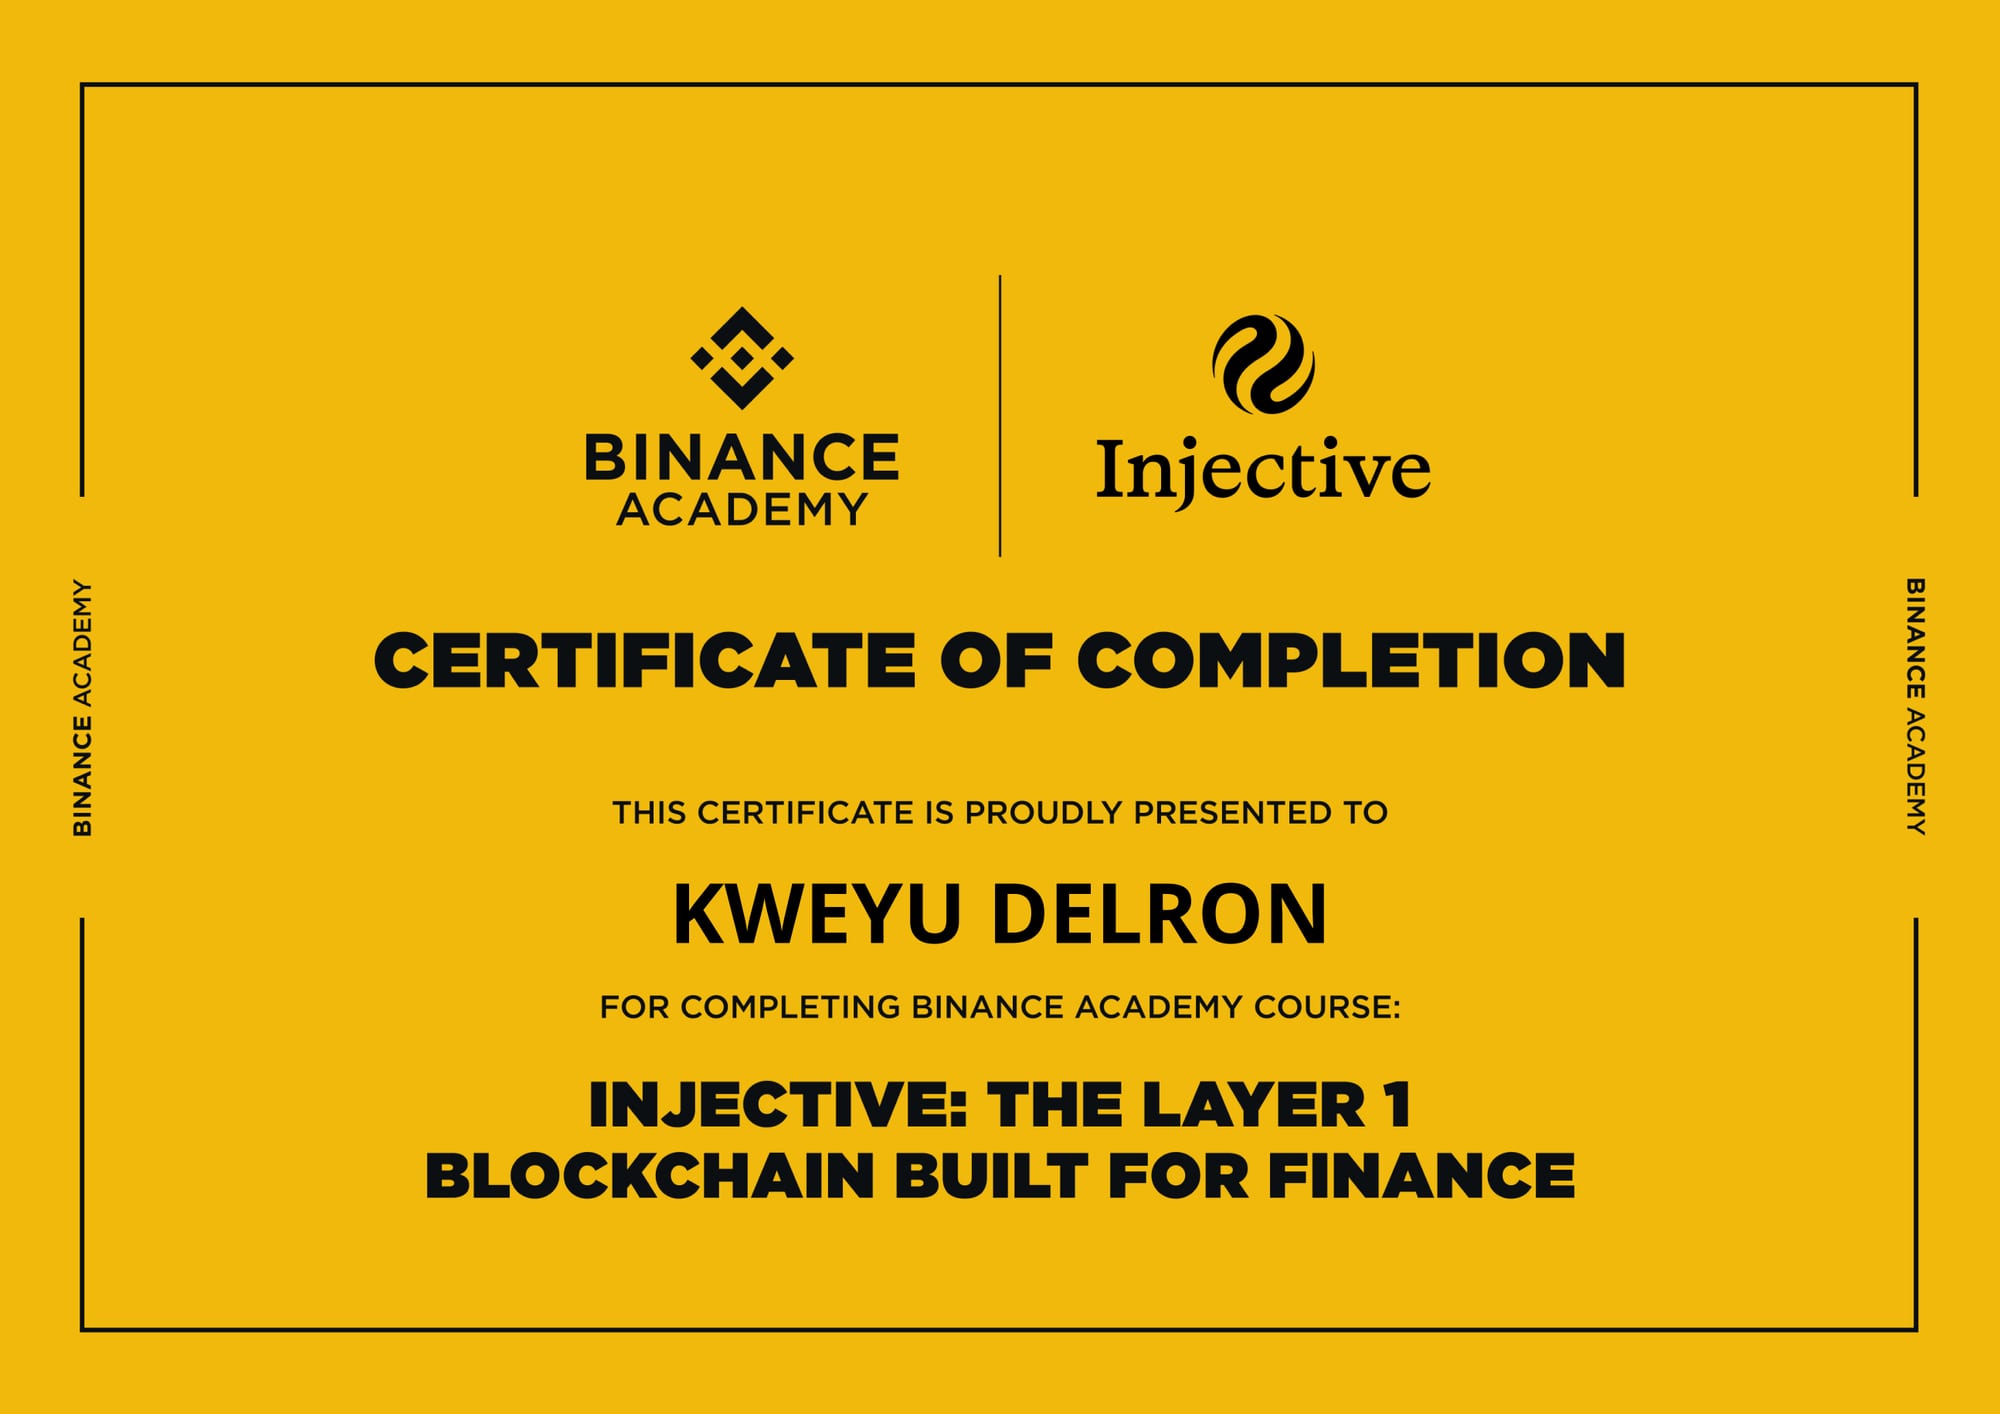 BINANCE
ACADEMY
Injective
CERTIFICATE OF COMPLETION
BINANCE ACADEMY
BINANCE ACADEMY
THIS CERTIFICATE IS PROUDLY PRESENTED TO
KWEYU DELRON
FOR COMPLETING BINANCE ACADEMY COURSE:
INJECTIVE: THE LAYER 1
BLOCKCHAIN BUILT FOR FINANCE